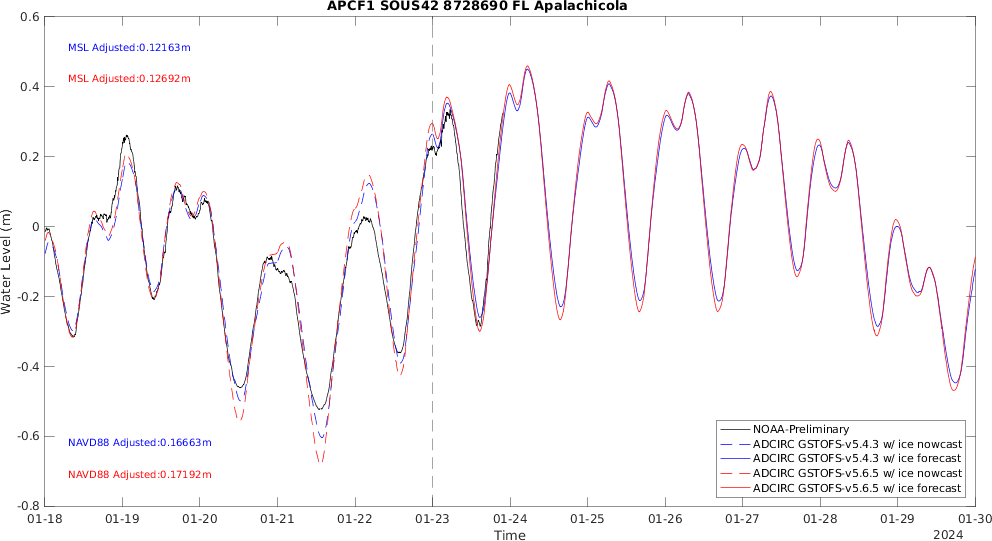 APCF1 SOUS42 8728690 FL Apalachicola
0.6
0.4
0.2
0
-0.2
-0.4
-0.6
-0.8
Water Level (m)
MSL Adjusted:0.12163m
MSL Adjusted:0.12692m
NAVD88 Adjusted:0.16663m
NAVD88 Adjusted:0.17192m
NOAA-Preliminary
ADCIRC GSTOFS-v5.4.3 w/ ice nowcast
ADCIRC GSTOFS-v5.4.3 w/ ice forecast
ADCIRC GSTOFS-v5.6.5 w/ ice nowcast
ADCIRC GSTOFS-v5.6.5 w/ ice forecast
01-18 01-19 01-20 01-21 01-22 01-23 01-24 01-25 01-26 01-27 01-28 01-29 01-30
Time
2024